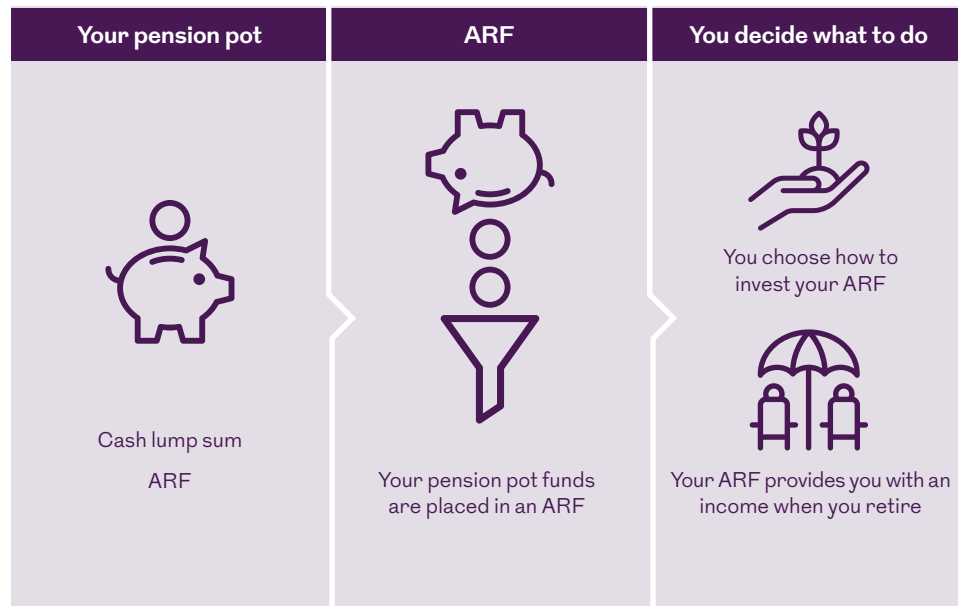 Your pension pot
Cash lump sum
ARF
ARF
Your pension pot funds
are placed in an ARF
You decide what to do
You choose how to
invest your ARF
Your ARF provides you with an
income when you retire